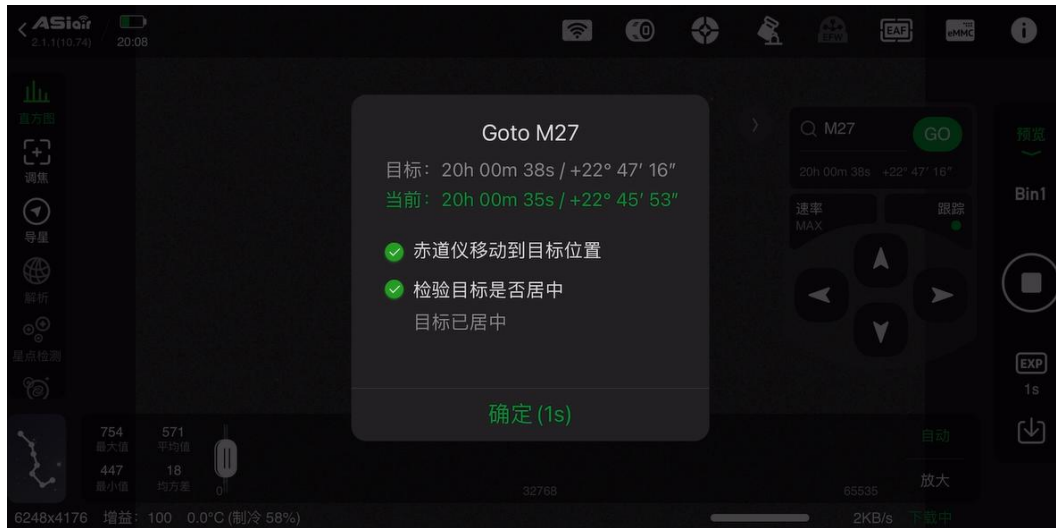 ASiair
2.1.1(10.74)
20:08
EFW
EAF
eMMC
直方图
调焦
导星
解析
星点检测
Goto M27
目标：20h 00m 38s / +22° 47′ 16″
当前：20h 00m 35s / +22° 45′ 53″
赤道仪移动到目标位置
检验目标是否居中
目标已居中
确定 (1s)
M27
GO
20h 00m 38s +22° 47′ 16″
速率
MAX
跟踪
预览
Bin1
EXP
1s
754
最大值
571
平均值
447
最小值
18
均方差
0
32768
65535
自动
放大
6248x4176 增益：100 0.0°C (制冷 58%)
2KB/s 下载中